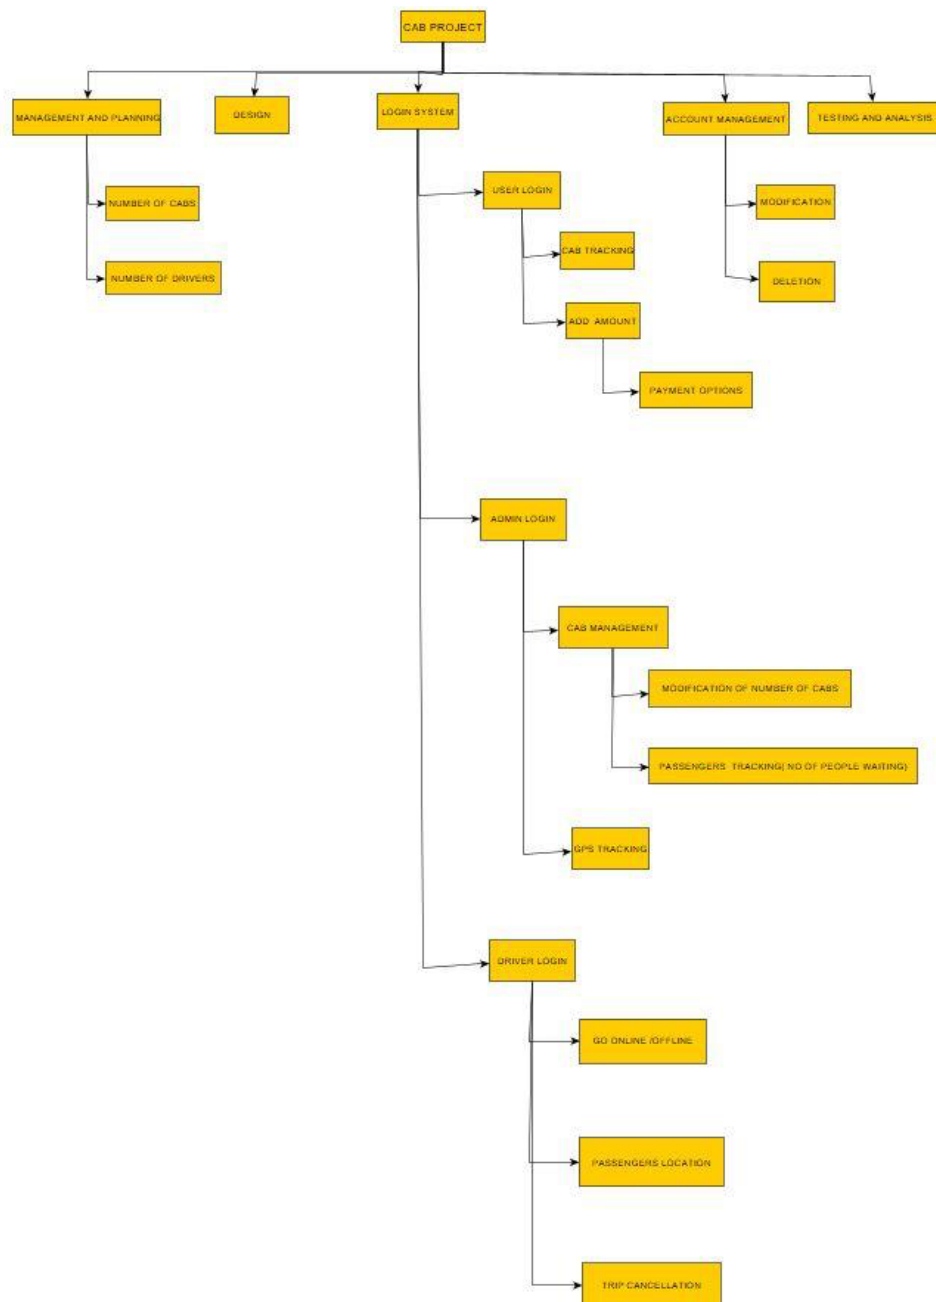 CAB PROJECT
MANAGEMENT AND PLANNING
DESIGN
LOGIN SYSTEM
ACCOUNT MANAGEMENT
TESTING AND ANALYSIS
NUMBER OF CABS
NUMBER OF DRIVERS
USER LOGIN
CAB TRACKING
ADD AMOUNT
PAYMENT OPTIONS
MODIFICATION
DELETION
ADMIN LOGIN
CAB MANAGEMENT
MODIFICATION OF NUMBER OF CABS
PASSENGERS TRACKING( NO OF PEOPLE WAITING)
GPS TRACKING
DRIVER LOGIN
GO ONLINE /OFFLINE
PASSENGERS LOCATION
TRIP CANCELLATION